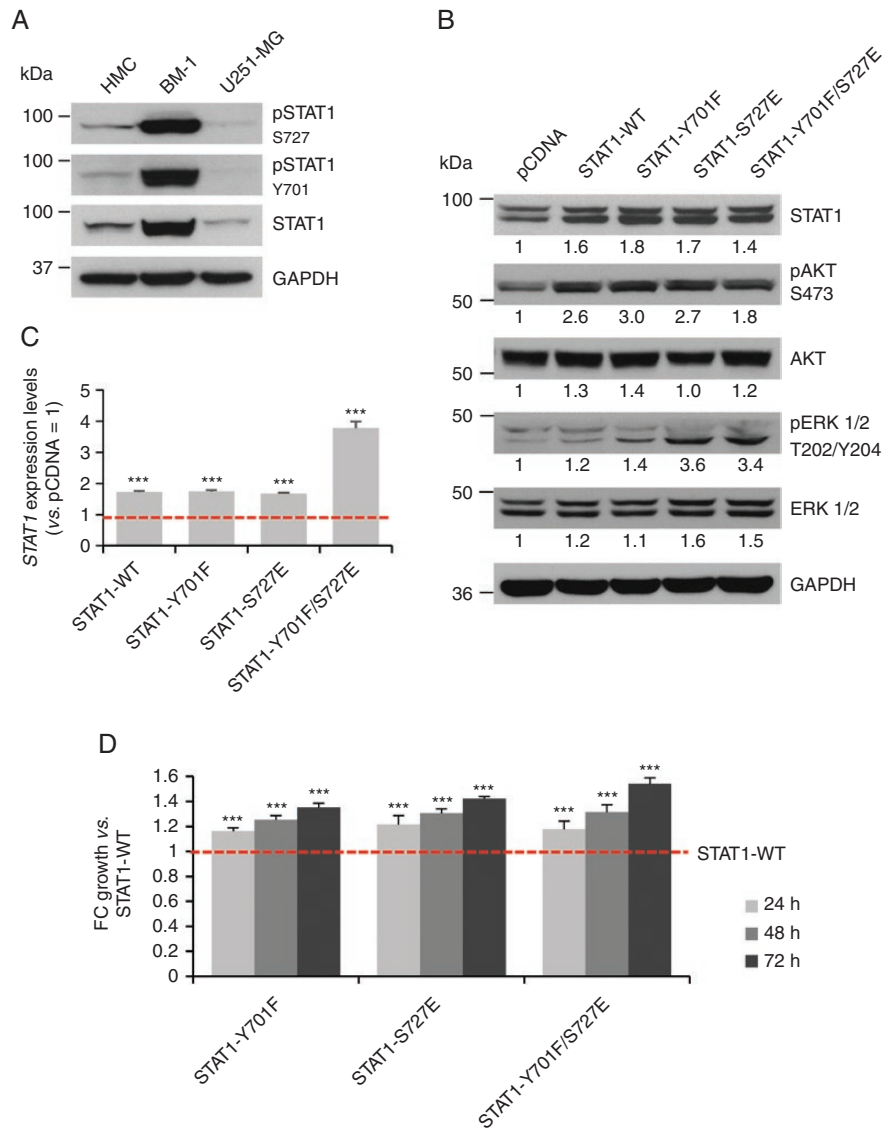 A
kDa
HMC
BM-1
U251-MG
100
pSTAT1
S727
100
pSTAT1
Y701
100
STAT1
37
GAPDH
B
kDa
pCDNA
STAT1-WT
STAT1-Y701F
STAT1-S727E
STAT1-Y701F/S727E
100
STAT1
1 1.6 1.8 1.7 1.4
pAKT
S473
50
1 2.6 3.0 2.7 1.8
AKT
50
1 1.3 1.4 1.0 1.2
50
pERK 1/2
T202/Y204
1 1.2 1.4 3.6 3.4
50
ERK 1/2
1 1.2 1.1 1.6 1.5
36
GAPDH
C
STAT1 expression levels
(vs. pCDNA = 1)
5
4
3
2
1
0
*** *** *** ***
STAT1-WT
STAT1-Y701F
STAT1-S727E
STAT1-Y701F/S727E
D
FC growth vs.
STAT1-WT
1.6
1.4
1.2
1
0.8
0.6
0.4
0.2
0
*** *** *** *** *** *** *** *** ***
STAT1-WT
24 h
48 h
72 h
STAT1-Y701F
STAT1-S727E
STAT1-Y701F/S727E